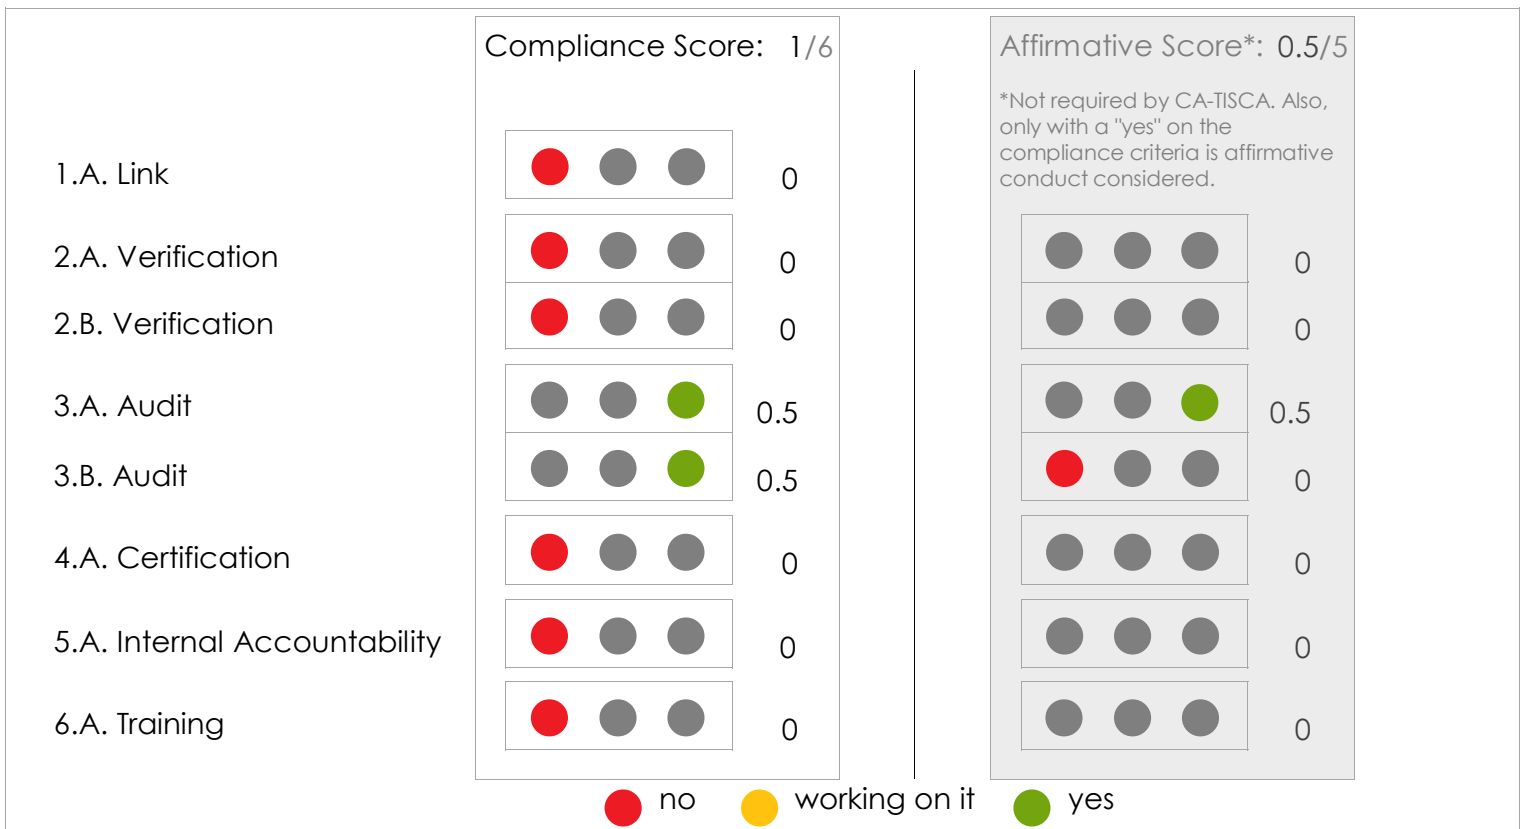 Compliance Score: 1/6
Affirmative Score*: 0.5/5
*Not required by CA-TISCA. Also,
only with a "yes" on the
compliance criteria is affirmative
conduct considered.
1.A. Link 0
2.A. Verification 0 0
2.B. Verification 0 0
3.A. Audit 0.5 0.5
3.B. Audit 0.5 0
4.A. Certification 0 0
5.A. Internal Accountability 0 0
6.A. Training 0 0
no working on it yes